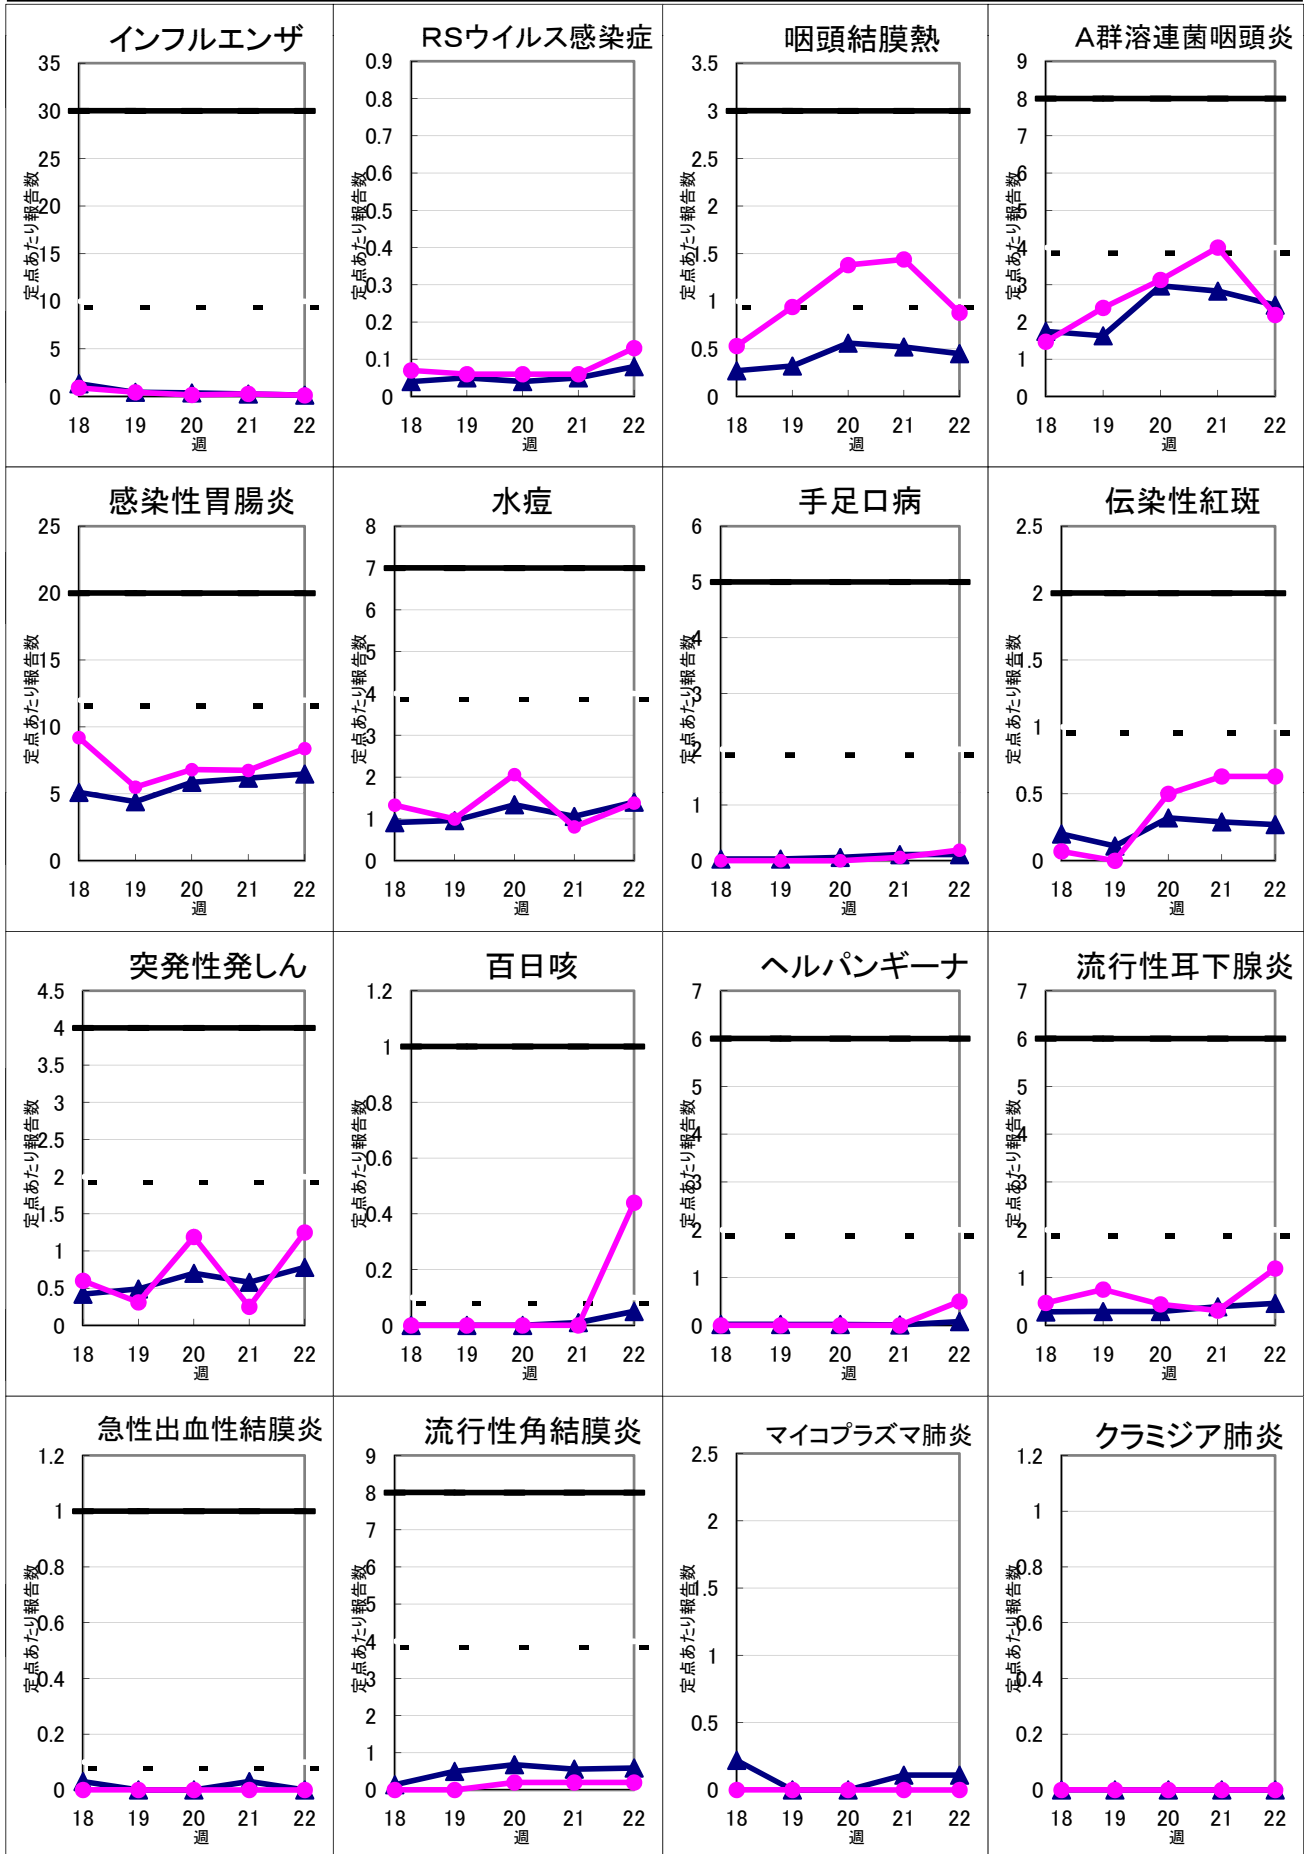 インフルエンザ
35
30
25
20
15
10
5
0
定点あたり報告数
18 19 20 21 22
週
RSウイルス感染症
0.9
0.8
0.7
0.6
0.5
0.4
0.3
0.2
0.1
0
定点あたり報告数
18 19 20 21 22
週
咽頭結膜熱
3.5
3
2.5
2
1.5
1
0.5
0
定点あたり報告数
18 19 20 21 22
週
A群溶連菌咽頭炎
9
8
7
6
5
4
3
2
1
0
定点あたり報告数
18 19 20 21 22
週
感染性胃腸炎
25
20
15
10
5
0
定点あたり報告数
18 19 20 21 22
週
水痘
8
7
6
5
4
3
2
1
0
定点あたり報告数
18 19 20 21 22
週
手足口病
6
5
4
3
2
1
0
定点あたり報告数
18 19 20 21 22
週
伝染性紅斑
2.5
2
1.5
1
0.5
0
定点あたり報告数
18 19 20 21 22
週
突発性発しん
4.5
4
3.5
3
2.5
2
1.5
1
0.5
0
定点あたり報告数
18 19 20 21 22
週
百日咳
1.2
1
0.8
0.6
0.4
0.2
0
定点あたり報告数
18 19 20 21 22
週
ヘルパンギーナ
7
6
5
4
3
2
1
0
定点あたり報告数
18 19 20 21 22
週
流行性耳下腺炎
7
6
5
4
3
2
1
0
定点あたり報告数
18 19 20 21 22
週
急性出血性結膜炎
1.2
1
0.8
0.6
0.4
0.2
0
定点あたり報告数
18 19 20 21 22
週
流行性角結膜炎
9
8
7
6
5
4
3
2
1
0
定点あたり報告数
18 19 20 21 22
週
マイコプラズマ肺炎
2.5
2
1.5
1
0.5
0
定点あたり報告数
18 19 20 21 22
週
クラミジア肺炎
1.2
1
0.8
0.6
0.4
0.2
0
定点あたり報告数
18 19 20 21 22
週